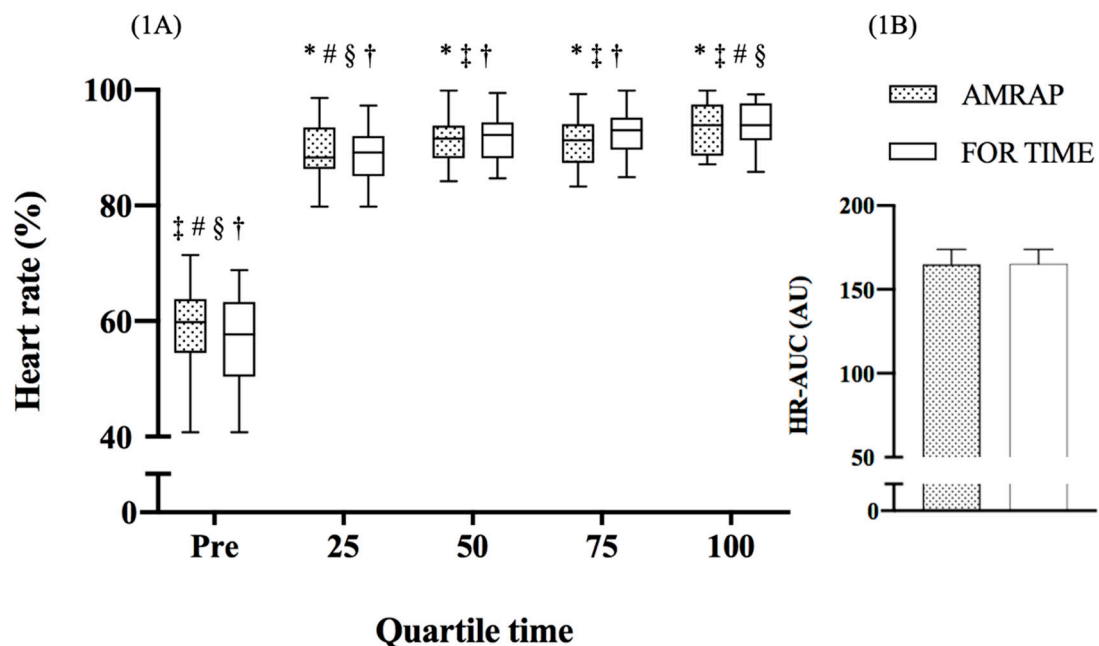 (1A)
(1B)
* # § †
* ‡ †
* ‡ †
* ‡ # §
100
AMRAP
FOR TIME
80
‡ # § †
60
40
0
Heart rate (%)
Pre
25
50
75
100
Quartile time
200
150
100
50
0
HR-AUC (AU)